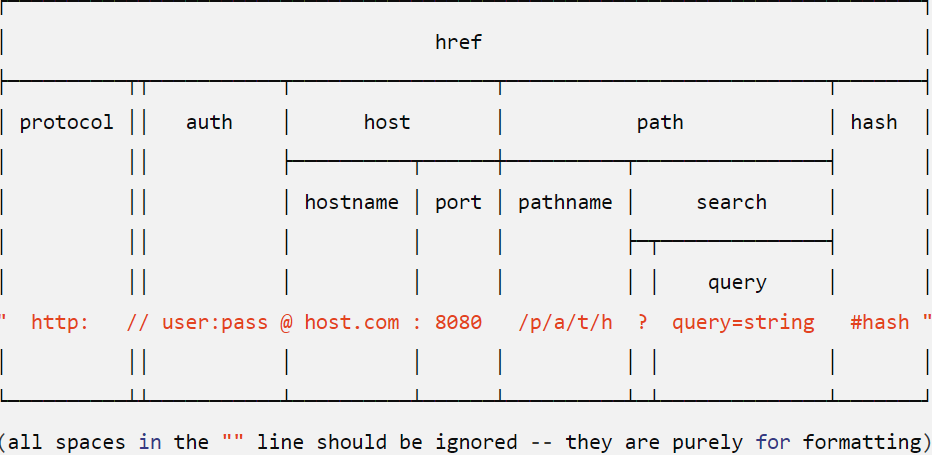 href
protocol auth host path hash
hostname port pathname search
query
" http: // user:pass @ host.com : 8080 /p/a/t/h ? query=string #hash "
(all spaces in the "" line should be ignored -- they are purely for formatting)